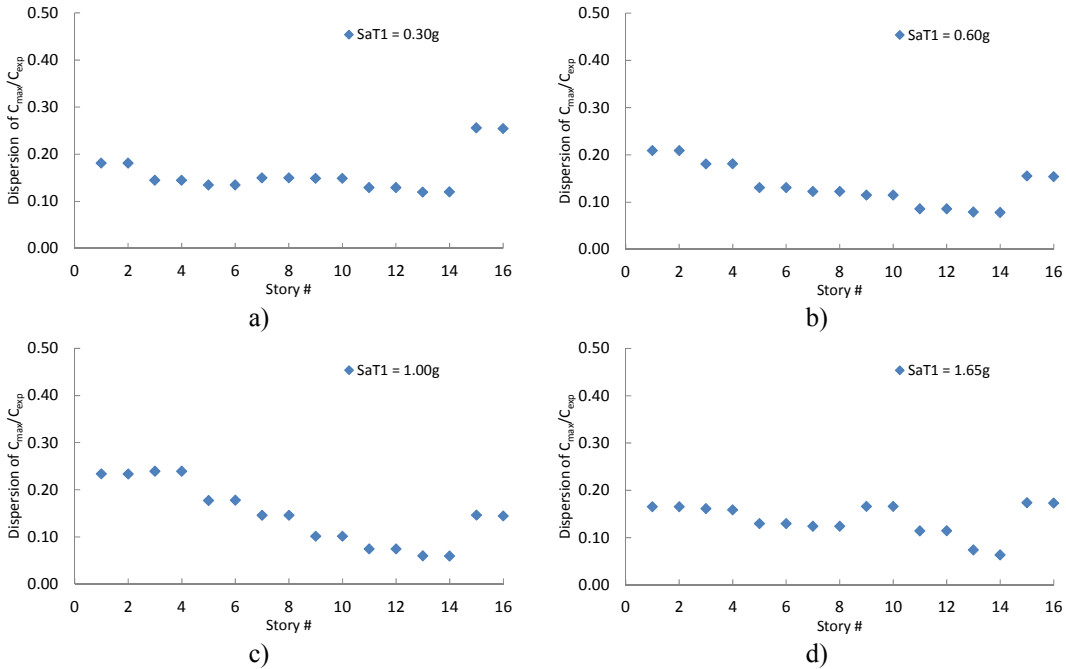 0.50
0.40
0.30
0.20
0.10
0.00
Dispersion of Cmax/Cexp
SaT1 = 0.30g
0 2 4 6 8 10 12 14 16
Story #
a)
0.50
0.40
0.30
0.20
0.10
0.00
Dispersion of Cmax/Cexp
SaT1 = 0.60g
0 2 4 6 8 10 12 14 16
Story #
b)
0.50
0.40
0.30
0.20
0.10
0.00
Dispersion of Cmax/Cexp
SaT1 = 1.00g
0 2 4 6 8 10 12 14 16
Story #
c)
0.50
0.40
0.30
0.20
0.10
0.00
Dispersion of Cmax/Cexp
SaT1 = 1.65g
0 2 4 6 8 10 12 14 16
Story #
d)